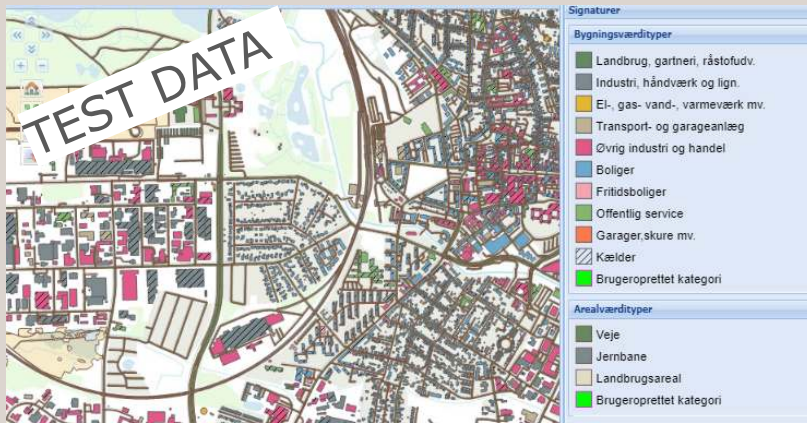 TEST DATA
Signaturer
Bygningsværdityper
Landbrug, gartneri, råstofudv.
Industri, håndværk og lign.
El-, gas- vand-, varmeværk mv.
Transport- og garageanlæg
Øvrig industri og handel
Boliger
Fritidsboliger
Offentlig service
Garager,skure mv.
Kælder
Brugeroprettet kategori
Arealværdityper
Veje
Jernbane
Landbrugsareal
Brugeroprettet kategori